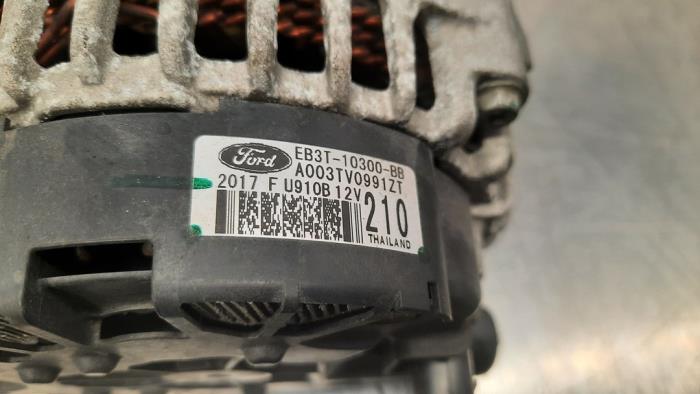 Ford
EB3T-10300-BB
A003TV0991ZT
2017 F U910B 12V
210
THAILAND